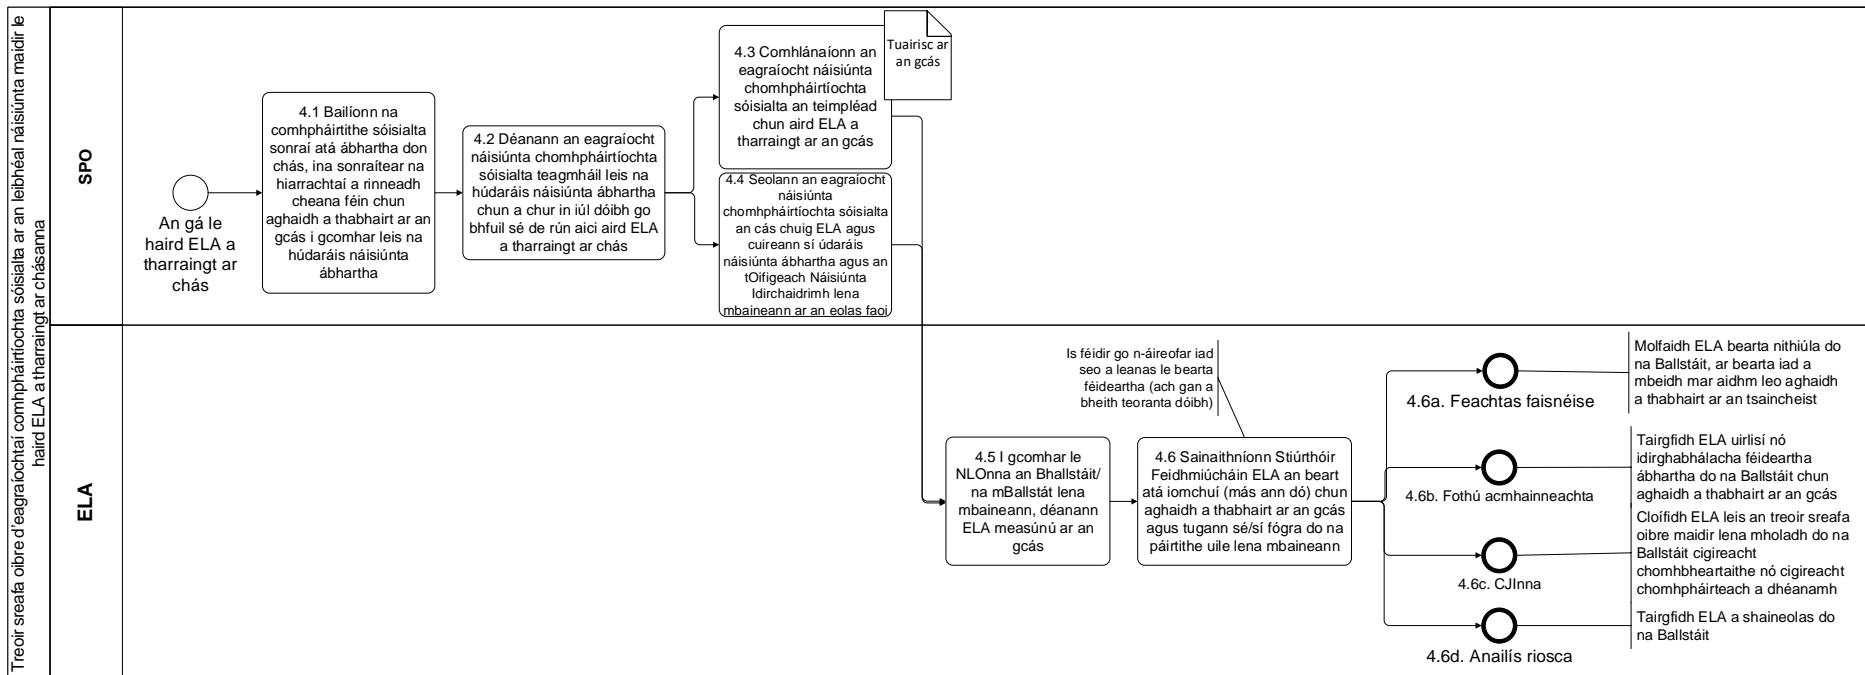 Treoir sreafa oibre d'eagraíochtaí comhpháirtíochta sóisialta ar an leibhéal náisiúnta maidir le
haird ELA a tharraingt ar chásanna
SPO
An gá le
haird ELA a
tharraingt ar
chás
4.1 Bailíonn na
comhpháirtithe sóisialta
sonraí atá ábhartha don
chás, ina sonraítear na
hiarrachtaí a rinneadh
cheana féin chun
aghaidh a thabhairt ar an
gcás i gcomhar leis na
húdaráis náisiúnta
ábhartha
4.2 Déanann an eagraíocht
náisiúnta chomhpháirtíochta
sóisialta teagmháil leis na
húdaráis náisiúnta ábhartha
chun a chur in iúl dóibh go
bhfuil sé de rún aici aird ELA
a tharraingt ar chás
4.3 Comhlánaíonn an
eagraíocht náisiúnta
chomhpháirtíochta
sóisialta an teimpléad
chun aird ELA a
tharraingt ar an gcás
Tuairisc ar
an gcás
4.4 Seolann an eagraíocht
náisiúnta
chomhpháirtíochta sóisialta
an cás chuig ELA agus
cuireann sí údaráis
náisiúnta ábhartha agus an
tOifigeach Náisiúnta
Idirchaidrimh lena
mbaineann ar an eolas faoi
ELA
4.5 I gcomhar le
NLOnna an Bhallstáit/
na mBallstát lena
mbaineann, déanann
ELA measúnú ar an
gcás
Is féidir go n-áireofar iad
seo a leanas le bearta
féideartha (ach gan a
bheith teoranta dóibh)
4.6 Sainaithníonn Stiúrthóir
Feidhmiúcháin ELA an beart
atá iomchuí (más ann dó) chun
aghaidh a thabhairt ar an gcás
agus tugann sé/sí fógra do na
páirtithe uile lena mbaineann
4.6a. Feachtas faisnéise
Molfaidh ELA bearta nithiúla do
na Ballstáit, ar bearta iad a
mbeidh mar aidhm leo aghaidh
a thabhairt ar an tsaincheist
4.6b. Fothú acmhainneachta
Tairgfidh ELA uirlisí nó
idirghabhálacha féideartha
ábhartha do na Ballstáit chun
aghaidh a thabhairt ar an gcás
4.6c. CJInna
Cloífidh ELA leis an treoir sreafa
oibre maidir lena mholadh do na
Ballstáit cigireacht
chomhbheartaithe nó cigireacht
chomhpháirteach a dhéanamh
4.6d. Anailís riosca
Tairgfidh ELA a shaineolas do
na Ballstáit